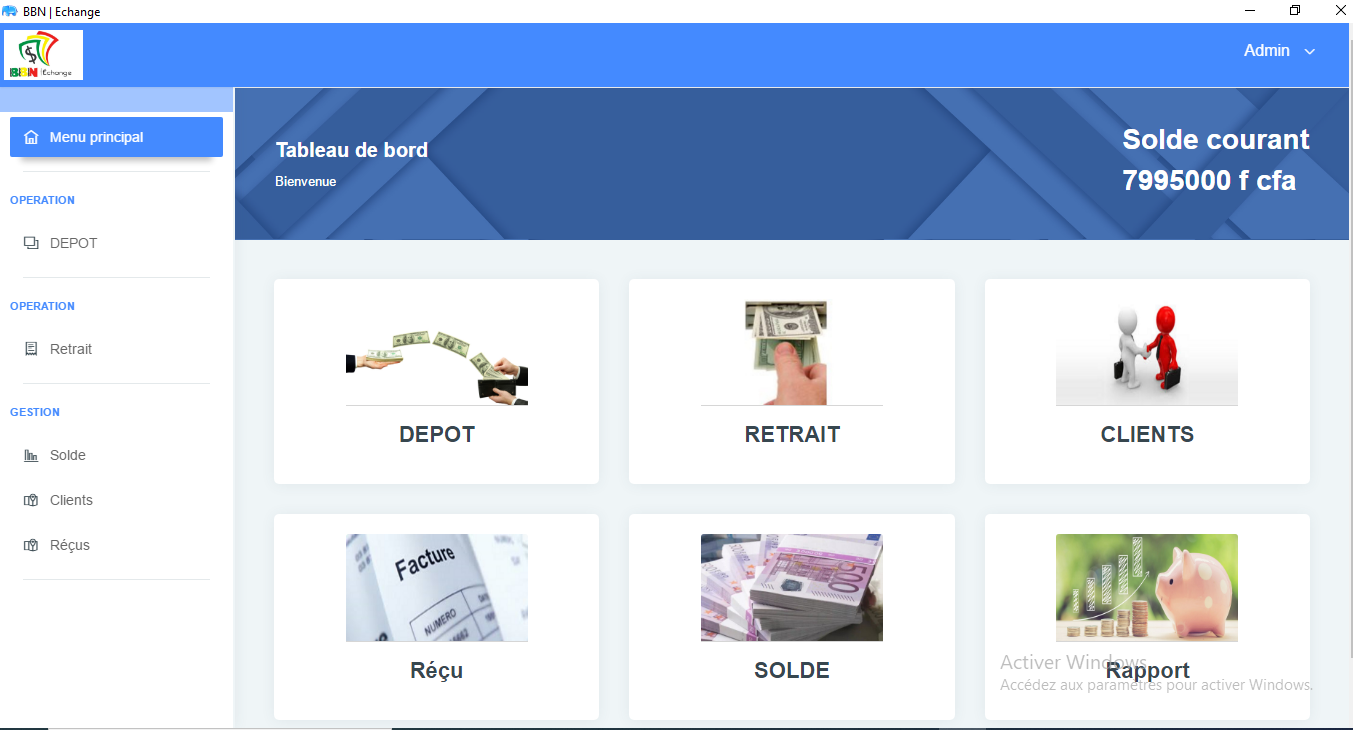 BBN | Echange
BBN | Échange
Admin
Menu principal
Tableau de bord
Bienvenue
Solde courant
7995000 f cfa
OPERATION
DEPOT
OPERATION
Retrait
GESTION
Solde
Clients
Réçus
DEPOT
RETRAIT
CLIENTS
Facture
NUMERO
500
Réçu
SOLDE
Rapport
Activer Windows
Accédez aux paramètres pour activer Windows.